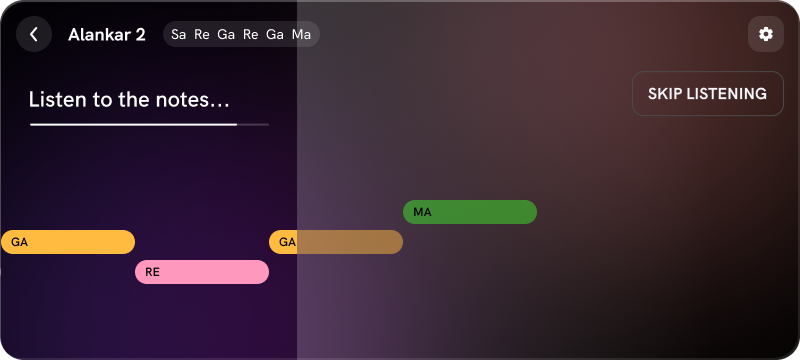 Alankar 2
Sa Re Ga Re Ga Ma
Listen to the notes...
SKIP LISTENING
MA
GA
GA
RE